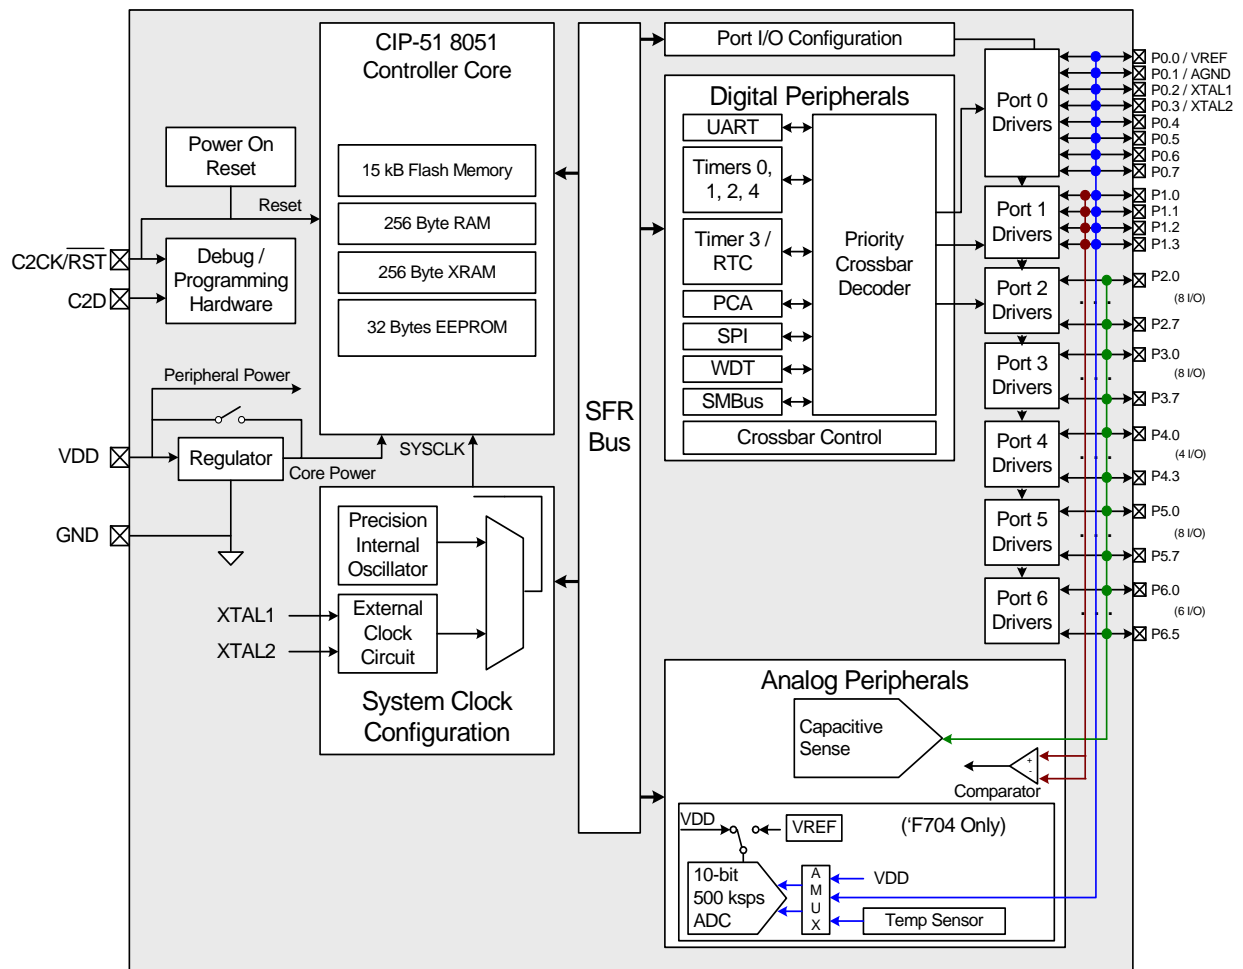 CIP-51 8051
Controller Core
15 kB Flash Memory
256 Byte RAM
256 Byte XRAM
32 Bytes EEPROM
Power On
Reset
Reset
C2CK/RST
Debug /
Programming
Hardware
C2D
Peripheral Power
VDD
Regulator
Core Power
SYSCLK
GND
Precision
Internal
Oscillator
XTAL1
XTAL2
External
Clock
Circuit
System Clock
Configuration
SFR
Bus
Port I/O Configuration
Digital Peripherals
UART
Timers 0,
1, 2, 4
Timer 3 /
RTC
PCA
SPI
WDT
SMBus
Priority
Crossbar
Decoder
Crossbar Control
Port 0
Drivers
Port 1
Drivers
Port 2
Drivers
Port 3
Drivers
Port 4
Drivers
Port 5
Drivers
Port 6
Drivers
P0.0 / VREF
P0.1 / AGND
P0.2 / XTAL1
P0.3 / XTAL2
P0.4
P0.5
P0.6
P0.7
P1.0
P1.1
P1.2
P1.3
P2.0
(8 I/O)
P2.7
P3.0
(8 I/O)
P3.7
P4.0
(4 I/O)
P4.3
P5.0
(8 I/O)
P5.7
P6.0
(6 I/O)
P6.5
Analog Peripherals
Capacitive
Sense
+
-
Comparator
VDD
VREF
('F704 Only)
10-bit
500 ksps
ADC
A
M
U
X
VDD
Temp Sensor